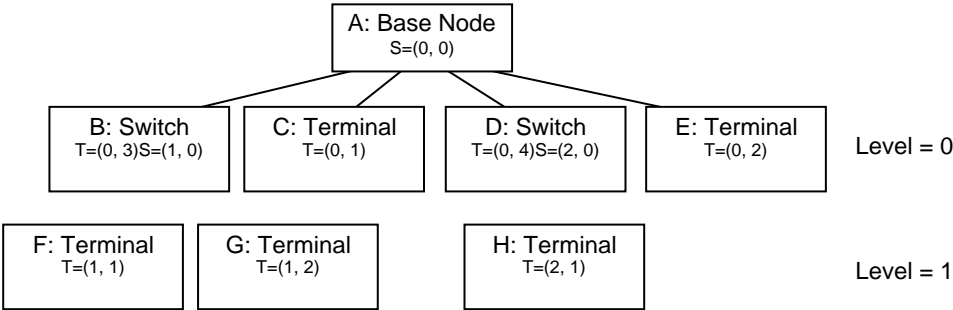 A: Base Node
S=(0, 0)
B: Switch
T=(0, 3)S=(1, 0)
C: Terminal
T=(0, 1)
D: Switch
T=(0, 4)S=(2, 0)
E: Terminal
T=(0, 2)
Level = 0
F: Terminal
T=(1, 1)
G: Terminal
T=(1, 2)
H: Terminal
T=(2, 1)
Level = 1